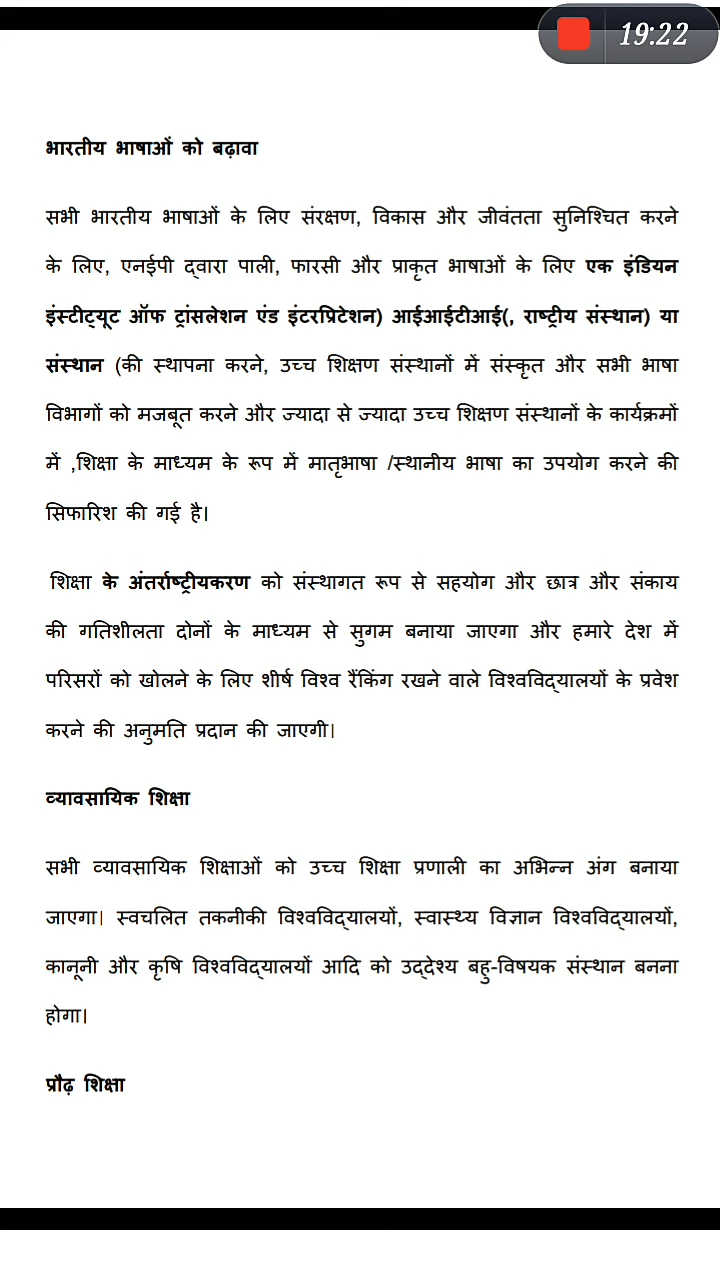 19:22
भारतीय भाषाओं को बढ़ावा
सभी भारतीय भाषाओं के लिए संरक्षण, विकास और जीवंतता सुनिश्चित करने
के लिए, एनईपी द्वारा पाली, फारसी और प्राकृत भाषाओं के लिए एक इंडियन
इंस्टीट्यूट ऑफ ट्रांसलेशन एंड इंटरप्रिटेशन) आईआईटीआई(, राष्ट्रीय संस्थान) या
संस्थान (की स्थापना करने, उच्च शिक्षण संस्थानों में संस्कृत और सभी भाषा
विभागों को मजबूत करने और ज्यादा से ज्यादा उच्च शिक्षण संस्थानों के कार्यक्रमों
में ,शिक्षा के माध्यम के रूप में मातृभाषा /स्थानीय भाषा का उपयोग करने की
सिफारिश की गई है।
शिक्षा के अंतर्राष्ट्रीयकरण को संस्थागत रूप से सहयोग और छात्र और संकाय
की गतिशीलता दोनों के माध्यम से सुगम बनाया जाएगा और हमारे देश में
परिसरों को खोलने के लिए शीर्ष विश्व रैंकिंग रखने वाले विश्वविद्यालयों के प्रवेश
करने की अनुमति प्रदान की जाएगी।
व्यावसायिक शिक्षा
सभी व्यावसायिक शिक्षाओं को उच्च शिक्षा प्रणाली का अभिन्न अंग बनाया
जाएगा। स्वचलित तकनीकी विश्वविद्यालयों, स्वास्थ्य विज्ञान विश्वविद्यालयों,
कानूनी और कृषि विश्वविद्यालयों आदि को उद्देश्य बहु-विषयक संस्थान बनना
होगा।
प्रौढ़ शिक्षा